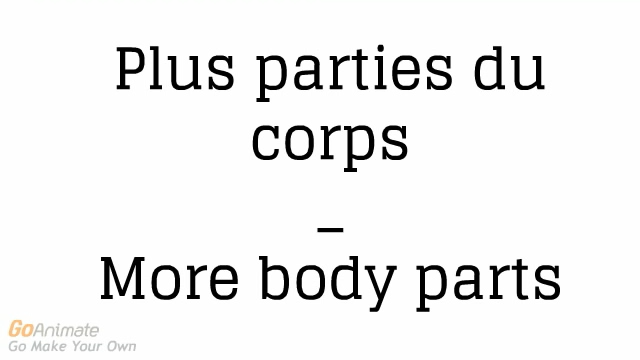 Plus parties du
corps
–
More body parts
GoAnimate
Go Make Your Own